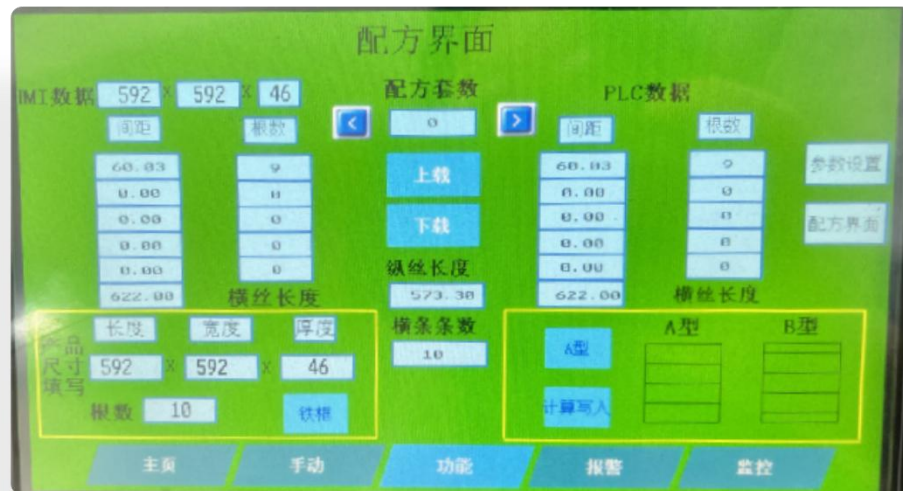 配方界面
IMI数据 592 × 592 × 46 配方套数 PLC数据
间距 根数 < 0 > 间距 根数
60.03 9 上载 60.03 9 参数设置
0.00 0 0.00 0
0.00 0 下载 0.00 0 配方界面
0.00 0 0.00 0
0.00 0 纵丝长度 0.00 0
622.00 横丝长度 573.30 622.00 横丝长度
长度 宽度 厚度 横条条数 A型 B型
产品尺寸填写 592 × 592 × 46 10 A型
根数 10 铁框 计算写入
主页 手动 功能 报警 监控